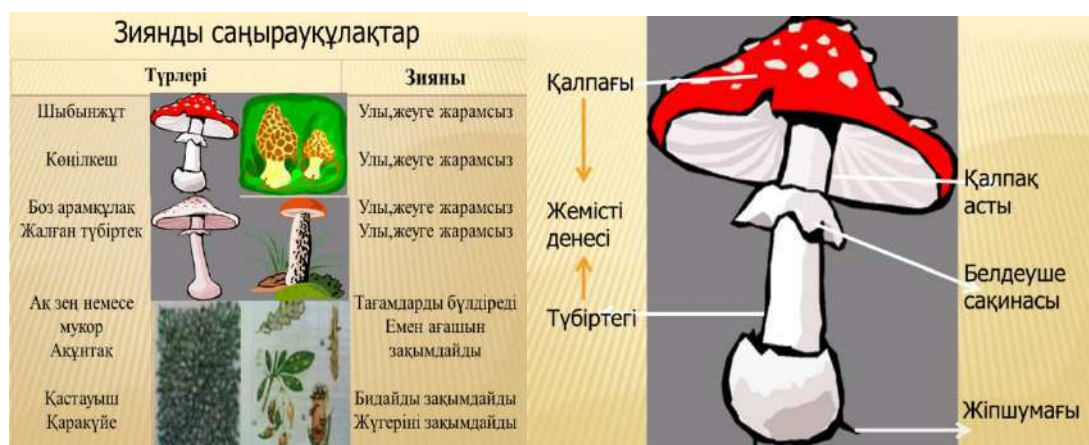 Зиянды саңырауқұлақтар
Түрлері Зияны
Шыбынжұт Улы,жеуге жарамсыз
Көнілкеш Улы,жеуге жарамсыз
Боз арамқұлақ Улы,жеуге жарамсыз
Жалған түбіртек Улы,жеуге жарамсыз
Ақ зең немесе Тағамдарды бүлдіреді
мукор Емен ағашын
Ақұнтақ зақымдайды
Қастауыш Бидайды зақымдайды
Қаракүйе Жүгеріні зақымдайды
Қалпағы
Қалпақ
асты
Жемісті
денесі
Белдеуше
сақинасы
Түбіртегі
Жіпшумағы